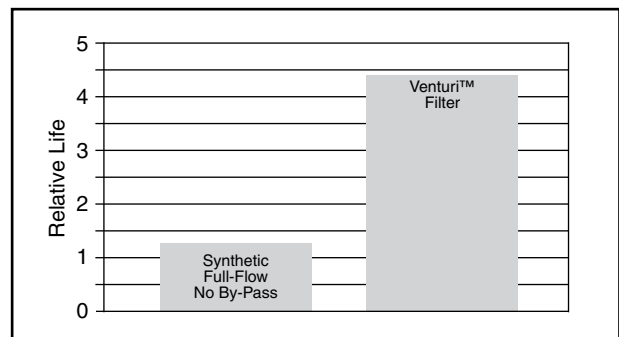 Relative Life
5
4
3
2
1
0
Venturi™
Filter
Synthetic
Full-Flow
No By-Pass